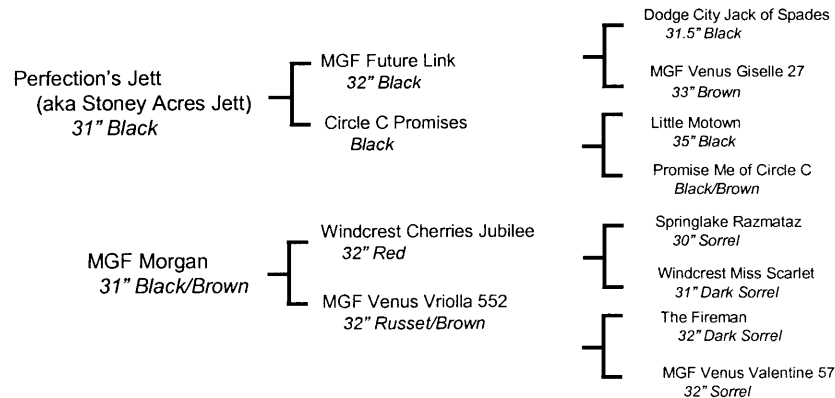 Perfection's Jett
(aka Stoney Acres Jett)
31" Black
MGF Morgan
31" Black/Brown
MGF Future Link
32" Black
Circle C Promises
Black
Windcrest Cherries Jubilee
32" Red
MGF Venus Vriolla 552
32" Russet/Brown
Dodge City Jack of Spades
31.5" Black
MGF Venus Giselle 27
33" Brown
Little Motown
35" Black
Promise Me of Circle C
Black/Brown
Springlake Razmataz
30" Sorrel
Windcrest Miss Scarlet
31" Dark Sorrel
The Fireman
32" Dark Sorrel
MGF Venus Valentine 57
32" Sorrel